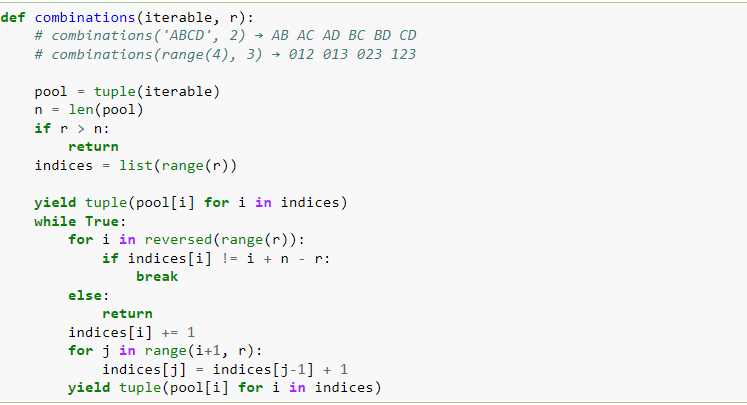 def combinations(iterable, r):
    # combinations('ABCD', 2) → AB AC AD BC BD CD
    # combinations(range(4), 3) → 012 013 023 123

    pool = tuple(iterable)
    n = len(pool)
    if r > n:
        return
    indices = list(range(r))

    yield tuple(pool[i] for i in indices)
    while True:
        for i in reversed(range(r)):
            if indices[i] != i + n - r:
                break
        else:
            return
        indices[i] += 1
        for j in range(i+1, r):
            indices[j] = indices[j-1] + 1
        yield tuple(pool[i] for i in indices)